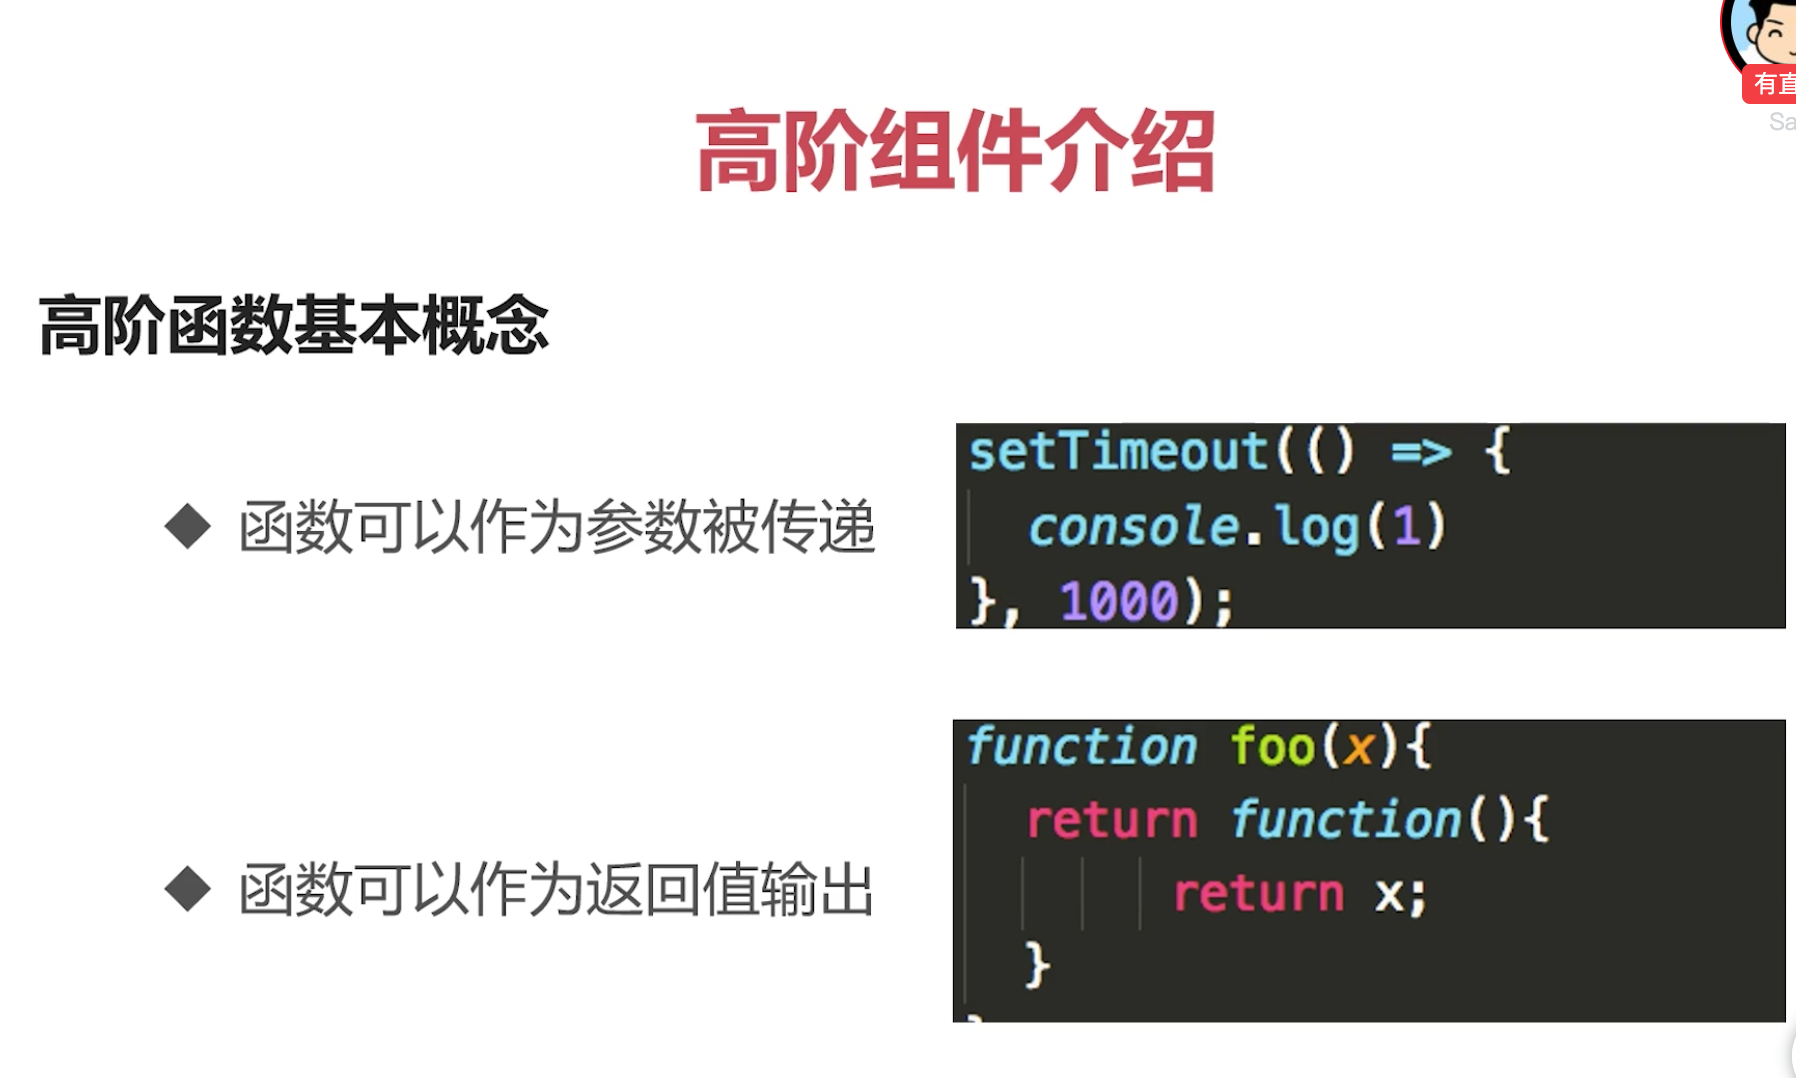 有直
Sa
高阶组件介绍
高阶函数基本概念
◆ 函数可以作为参数被传递
setTimeout(() => {
console.log(1)
}, 1000);
◆ 函数可以作为返回值输出
function foo(x){
return function(){
return x;
}